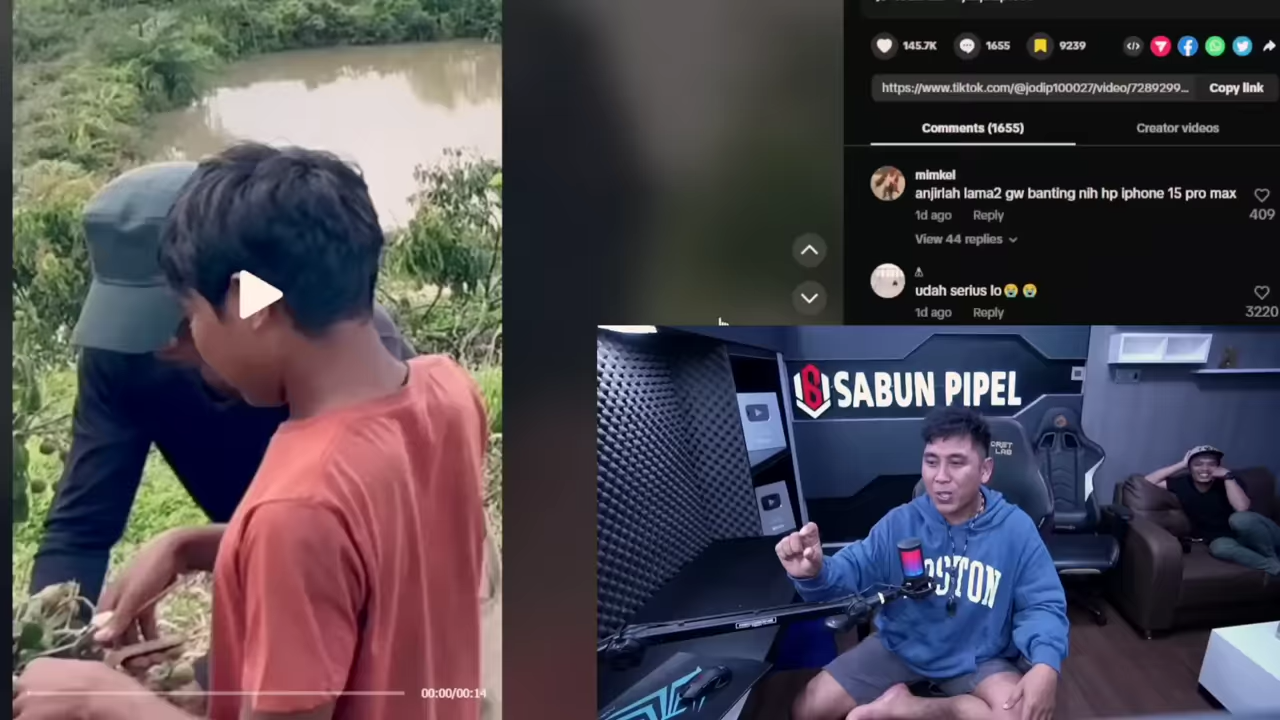 145.7K
1655
9239
https://www.tiktok.com/@jodip100027/video/7289299...
Copy link
Comments (1655)
Creator videos
mimkel
anjirlah lama2 gw banting nih hp iphone 15 pro max
1d ago
Reply
409
View 44 replies
udah serius lo😭😭
1d ago
Reply
3220
SABUN PIPEL
00:00/00:14